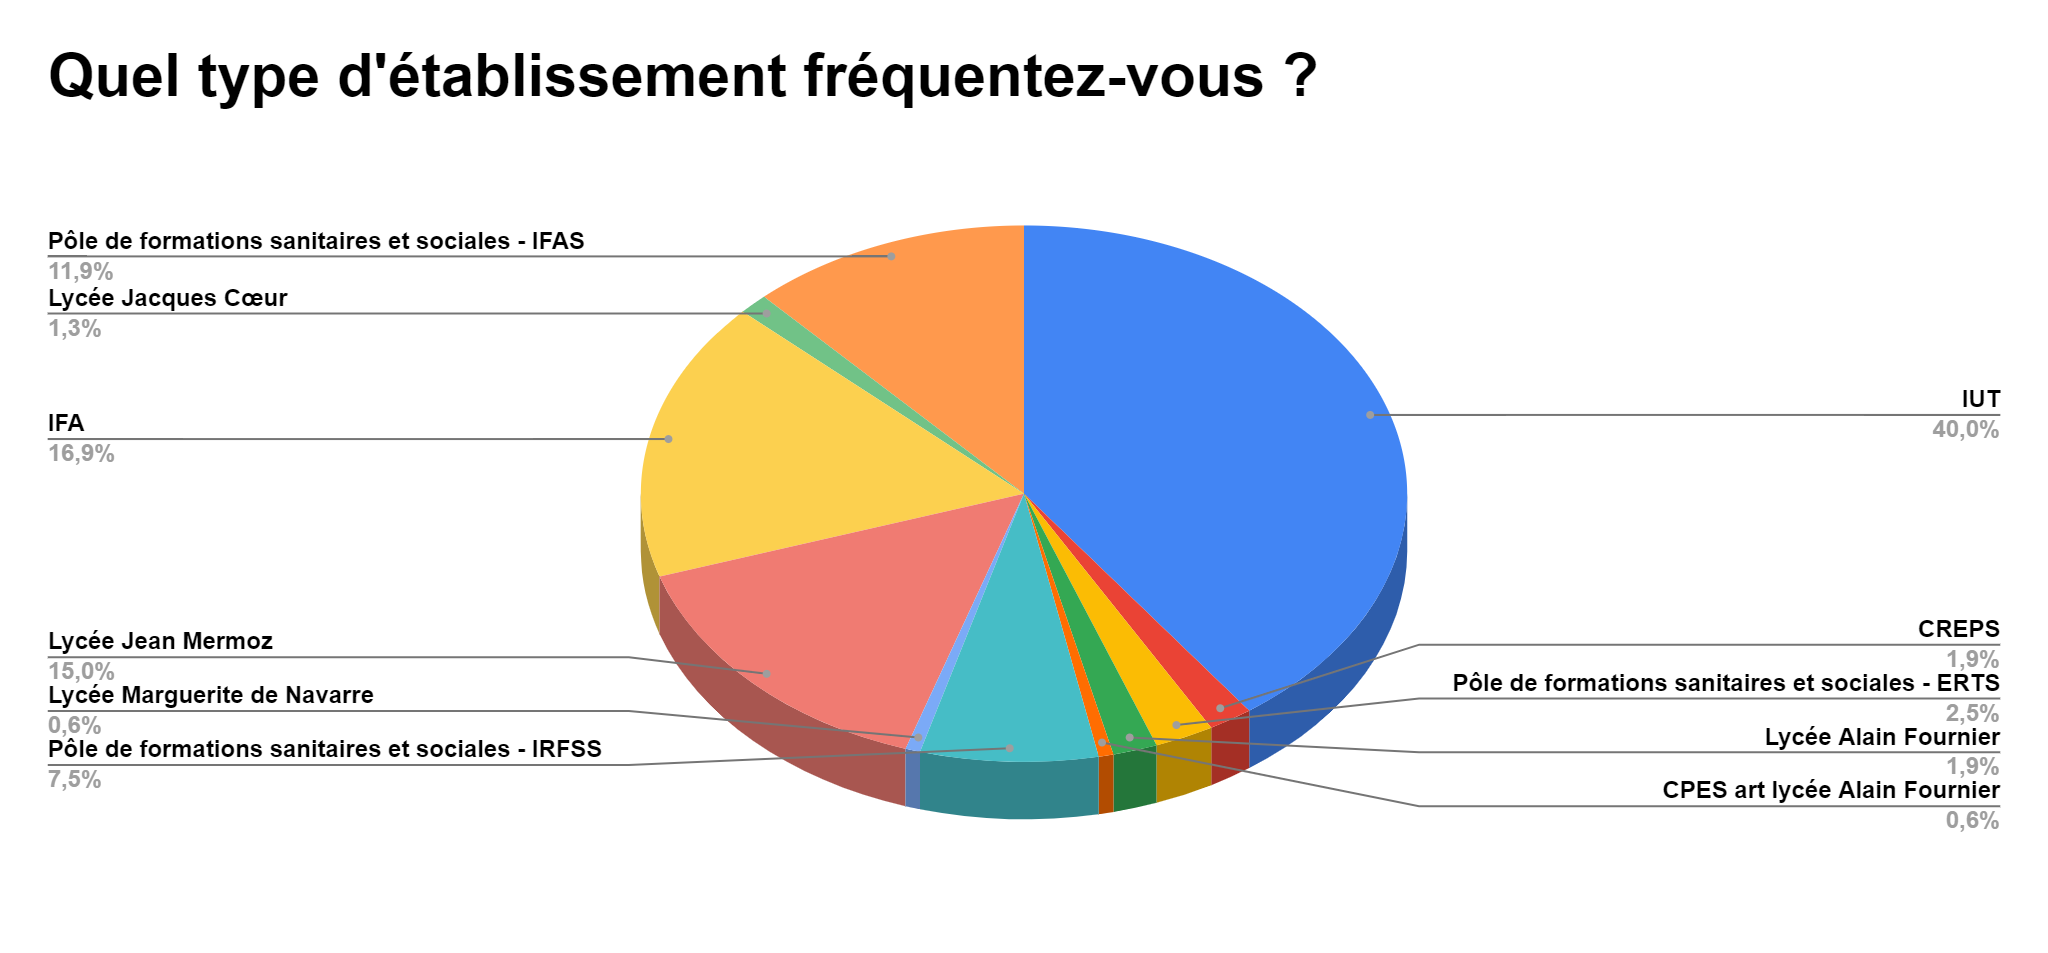 Quel type d'établissement fréquentez-vous ?
Pôle de formations sanitaires et sociales - IFAS
11,9%
Lycée Jacques Cœur
1,3%
IFA
16,9%
Lycée Jean Mermoz
15,0%
Lycée Marguerite de Navarre
0,6%
Pôle de formations sanitaires et sociales - IRFSS
7,5%
IUT
40,0%
CREPS
1,9%
Pôle de formations sanitaires et sociales - ERTS
2,5%
Lycée Alain Fournier
1,9%
CPES art lycée Alain Fournier
0,6%